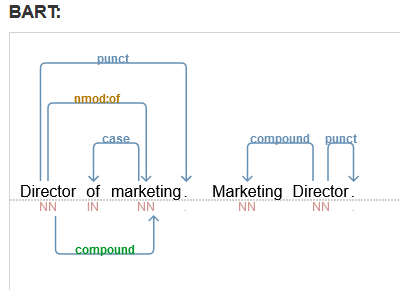 BART:
punct
nmod:of
case compound punct
Director of marketing. Marketing Director.
NN IN NN . NN NN .
compound